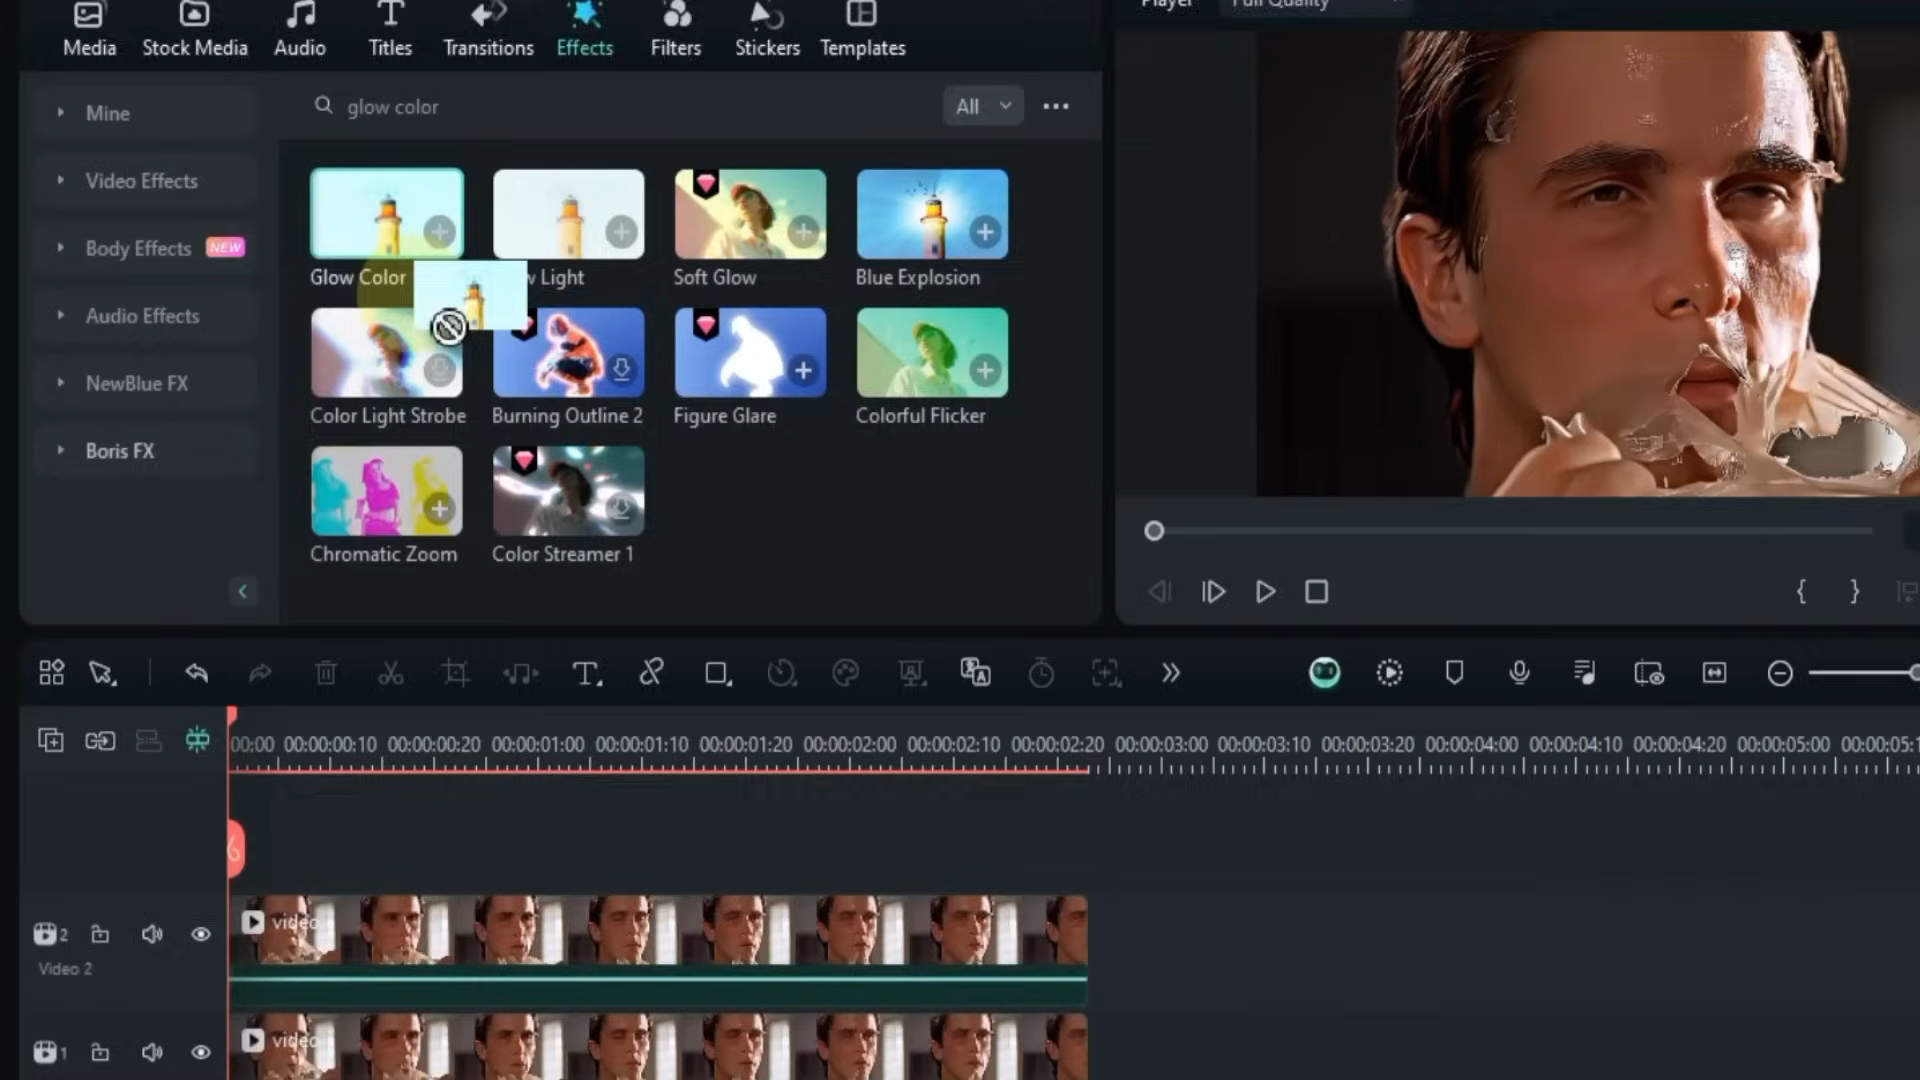 Player Full Quality
Media Stock Media Audio Titles Transitions Effects Filters Stickers Templates
glow color All
Mine
Video Effects
Body Effects NEW
Audio Effects
NewBlue FX
Boris FX
Glow Color Light Soft Glow Blue Explosion
Color Light Strobe Burning Outline 2 Figure Glare Colorful Flicker
Chromatic Zoom Color Streamer 1
00:00 00:00:00:10 00:00:00:20 00:00:01:00 00:00:01:10 00:00:01:20 00:00:02:00 00:00:02:10 00:00:02:20 00:00:03:00 00:00:03:10 00:00:03:20 00:00:04:00 00:00:04:10 00:00:04:20 00:00:05:00 00:00:05:1
2 video
Video 2
1 video